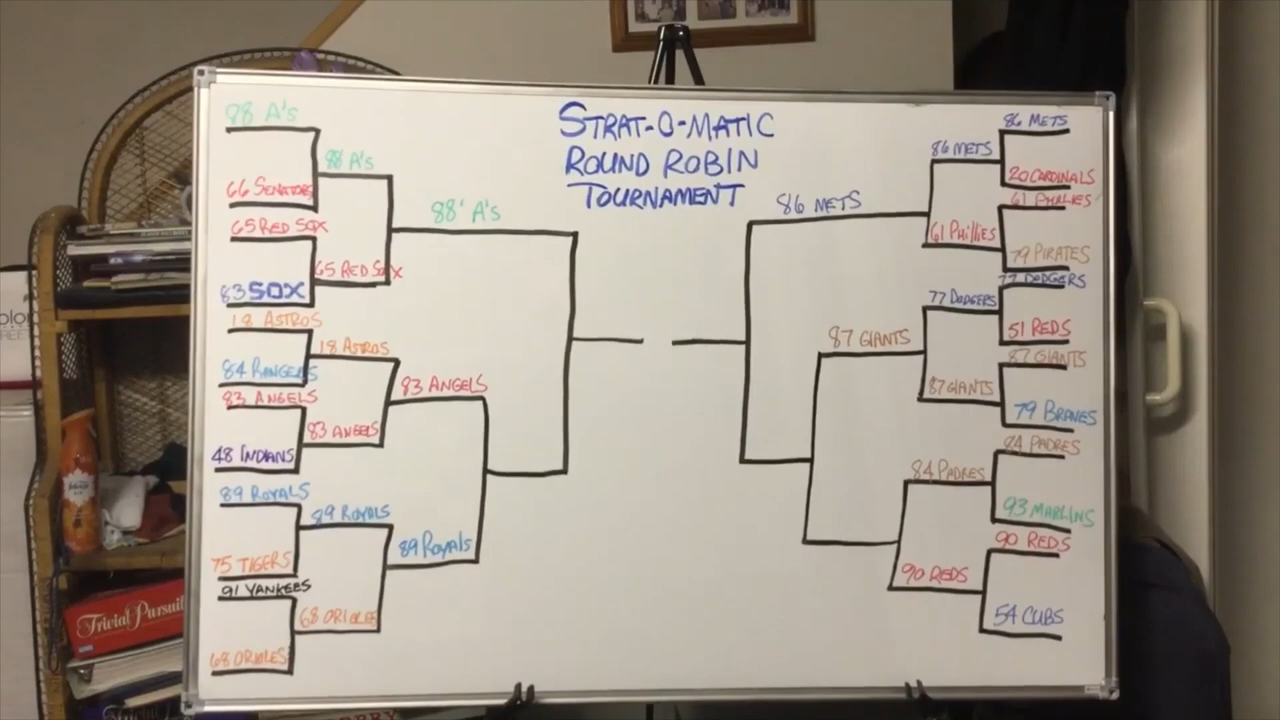 STRAT-O-MATIC
ROUND ROBIN
TOURNAMENT
88 A's
66 SENATORS
65 RED SOX
83 SOX
18 ASTROS
84 RANGERS
83 ANGELS
48 INDIANS
89 ROYALS
75 TIGERS
91 YANKEES
68 ORIOLES
88 A's
65 RED SOX
18 ASTROS
83 ANGELS
89 ROYALS
68 ORIOLES
88' A's
83 ANGELS
89 ROYALS
86 METS
87 GIANTS
86 METS
61 Phillies
77 DODGERS
87 GIANTS
84 PADRES
90 REDS
86 METS
20 CARDINALS
61 PHILLIES
79 PIRATES
77 DODGERS
51 REDS
87 GIANTS
79 BRAVES
84 PADRES
93 MARLINS
90 REDS
54 CUBS
Trivial Pursuit